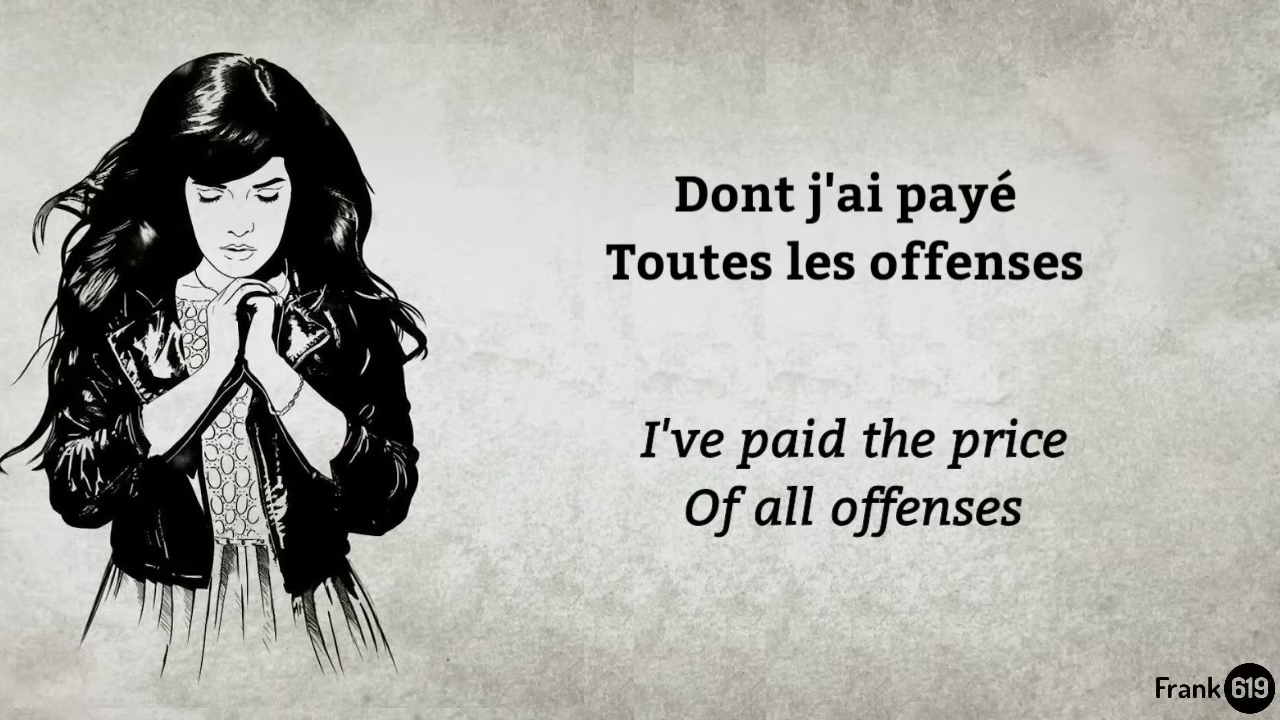 Dont j'ai payé
Toutes les offenses
I've paid the price
Of all offenses
Frank 619